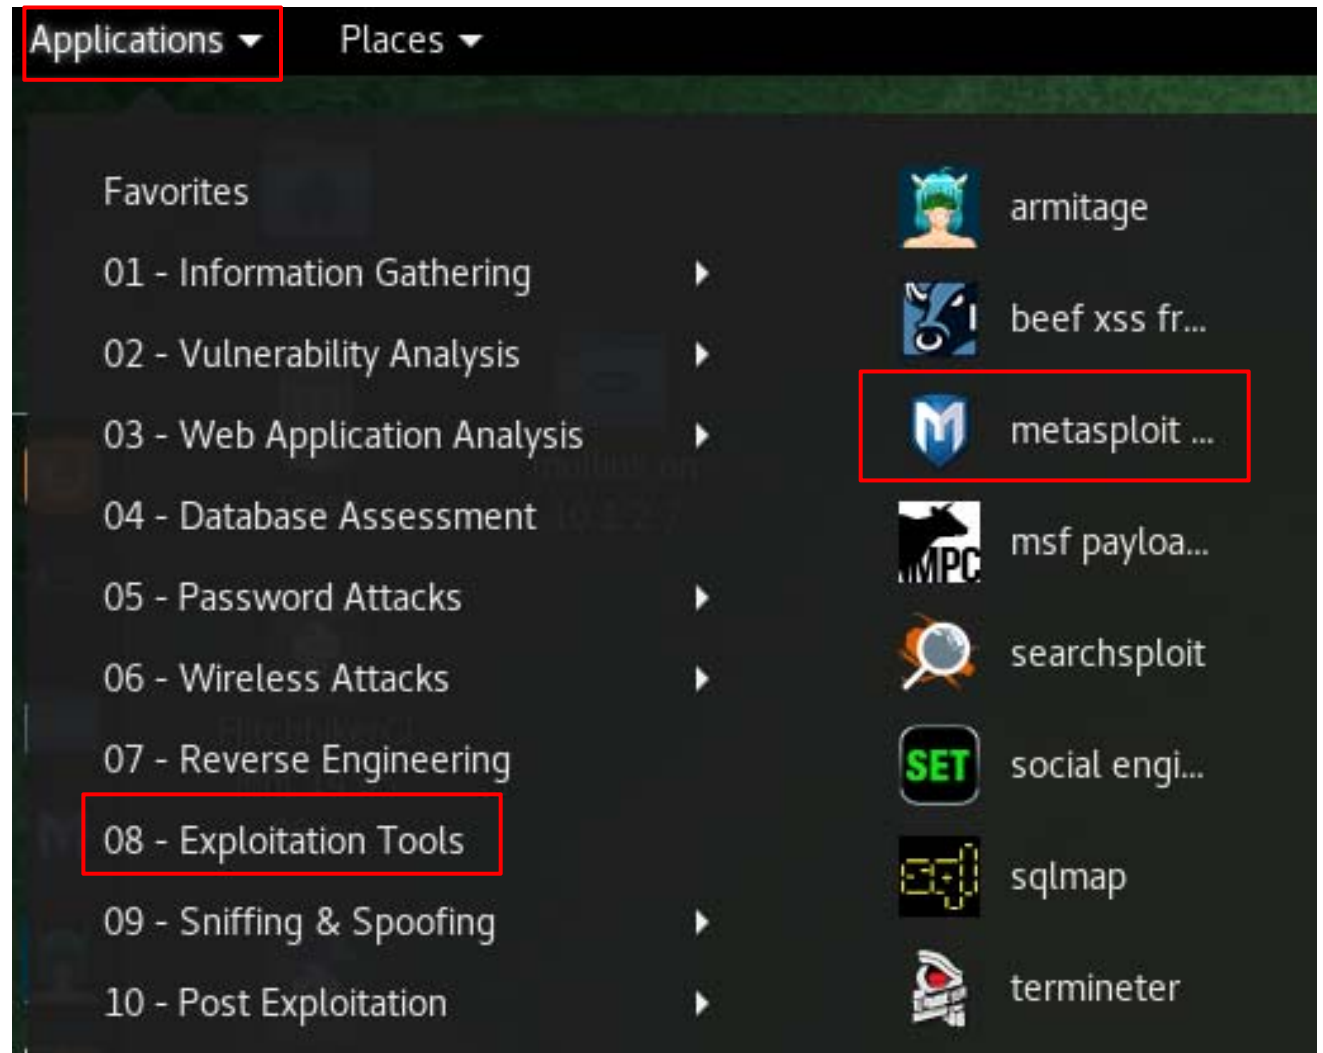 Applications Places
Favorites
01 - Information Gathering
02 - Vulnerability Analysis
03 - Web Application Analysis
04 - Database Assessment
05 - Password Attacks
06 - Wireless Attacks
07 - Reverse Engineering
08 - Exploitation Tools
09 - Sniffing & Spoofing
10 - Post Exploitation
armitage
beef xss fr...
M metasploit ...
MPC msf payloa...
searchsploit
SET social engi...
sql sqlmap
termineter